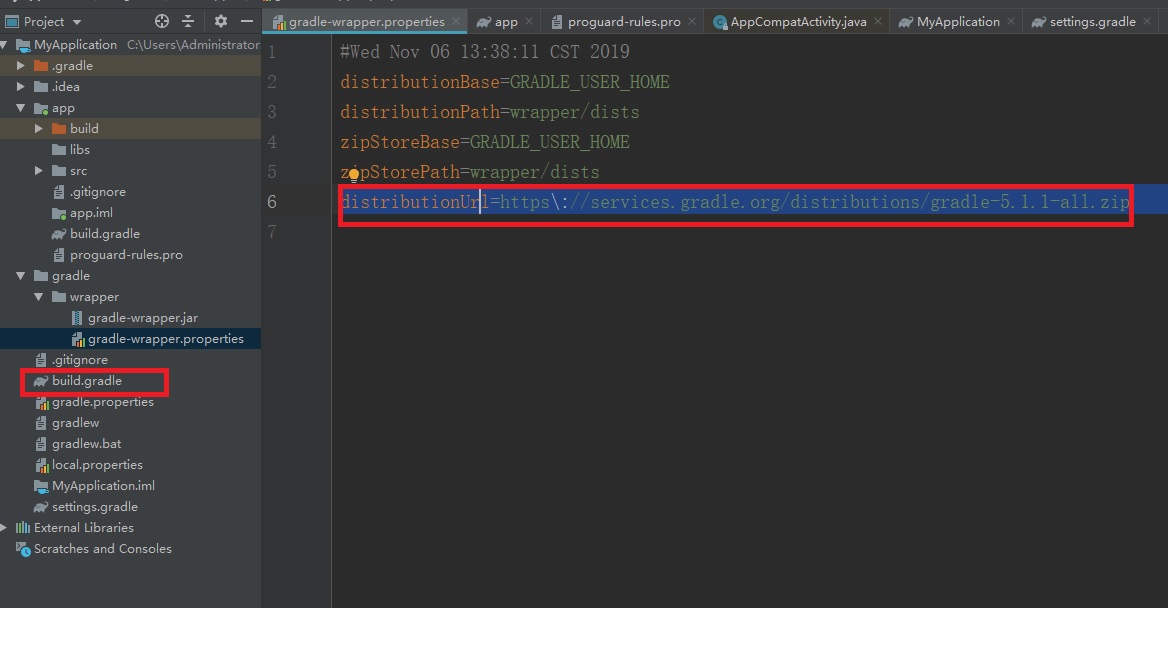 Project
gradle-wrapper.properties
app
proguard-rules.pro
AppCompatActivity.java
MyApplication
settings.gradle
MyApplication C:\Users\Administrator
.gradle
.idea
app
build
libs
src
.gitignore
app.iml
build.gradle
proguard-rules.pro
gradle
wrapper
gradle-wrapper.jar
gradle-wrapper.properties
.gitignore
build.gradle
gradle.properties
gradlew
gradlew.bat
local.properties
MyApplication.iml
settings.gradle
External Libraries
Scratches and Consoles
1 #Wed Nov 06 13:38:11 CST 2019
2 distributionBase=GRADLE_USER_HOME
3 distributionPath=wrapper/dists
4 zipStoreBase=GRADLE_USER_HOME
5 zipStorePath=wrapper/dists
6 distributionUrl=https\://services.gradle.org/distributions/gradle-5.1.1-all.zip
7